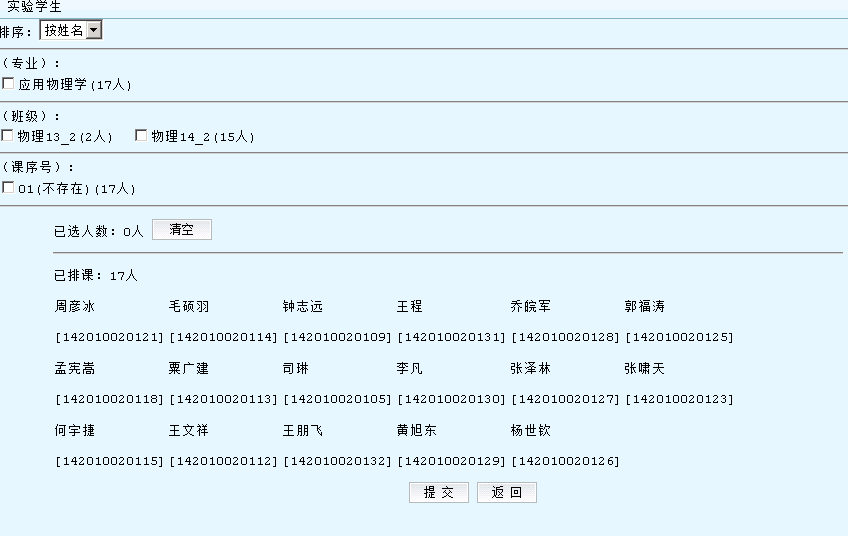 实验学生
排序: 按姓名
(专业):
应用物理学(17人)
(班级):
物理13_2(2人) 物理14_2(15人)
(课序号):
01(不存在)(17人)
已选人数: 0人 清空
已排课: 17人
周彦冰 毛硕羽 钟志远 王程 乔皖军 郭福涛
[142010020121] [142010020114] [142010020109] [142010020131] [142010020128] [142010020125]
孟宪嵩 粟广建 司琳 李凡 张泽林 张啸天
[142010020118] [142010020113] [142010020105] [142010020130] [142010020127] [142010020123]
何宇捷 王文祥 王朋飞 黄旭东 杨世钦
[142010020115] [142010020112] [142010020132] [142010020129] [142010020126]
提 交 返 回